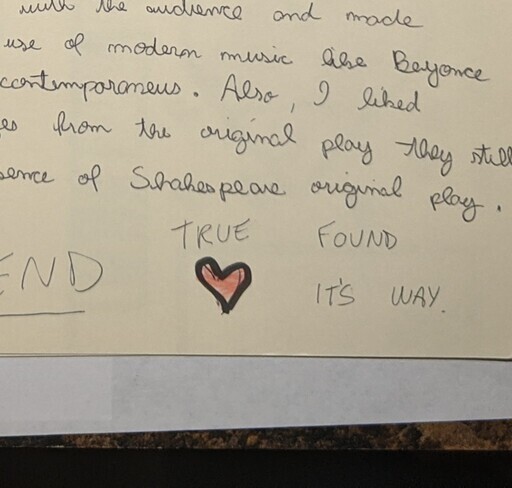 with the audience and made
use of modern music like Beyonce
contemporaneus. Also, I liked
es from the original play they still
sence of Shakespeare original play.
TRUE FOUND
END
IT'S WAY.